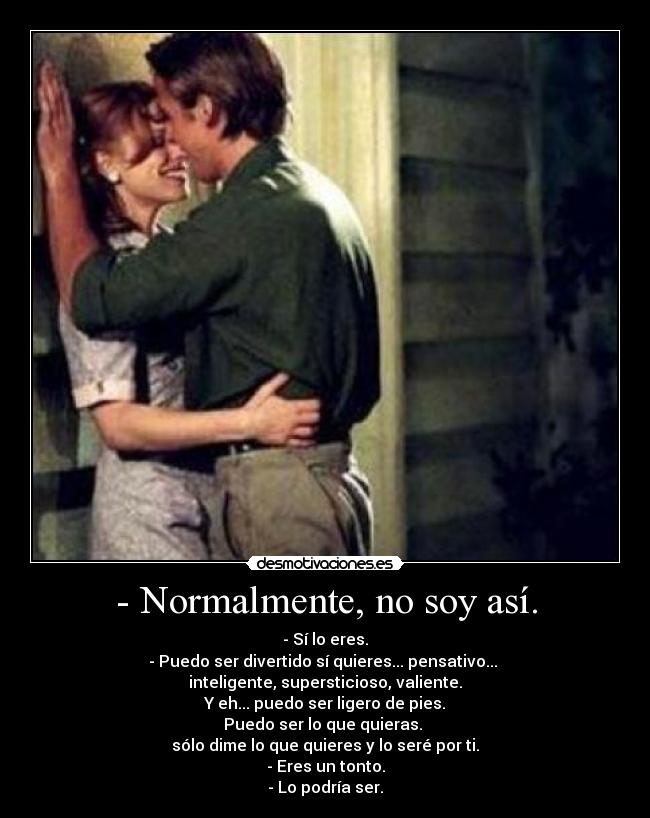 desmotivaciones.es
- Normalmente, no soy así.
- Sí lo eres.
- Puedo ser divertido sí quieres... pensativo...
inteligente, supersticioso, valiente.
Y eh... puedo ser ligero de pies.
Puedo ser lo que quieras.
sólo dime lo que quieres y lo seré por ti.
- Eres un tonto.
- Lo podría ser.